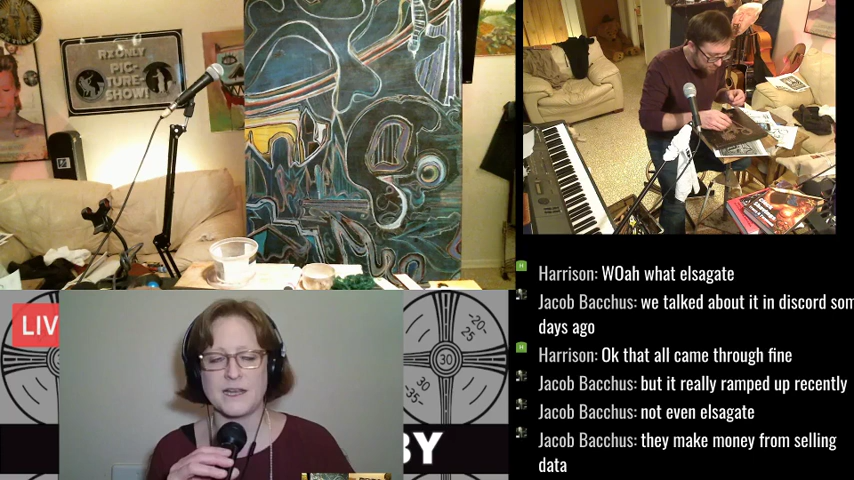 RXONLY
PIC-
TURE-
SHOW!
LIV
BY
-20-
25
30
30
-35-
Harrison: WOah what elsagate
Jacob Bacchus: we talked about it in discord som
days ago
Harrison: Ok that all came through fine
Jacob Bacchus: but it really ramped up recently
Jacob Bacchus: not even elsagate
Jacob Bacchus: they make money from selling
data